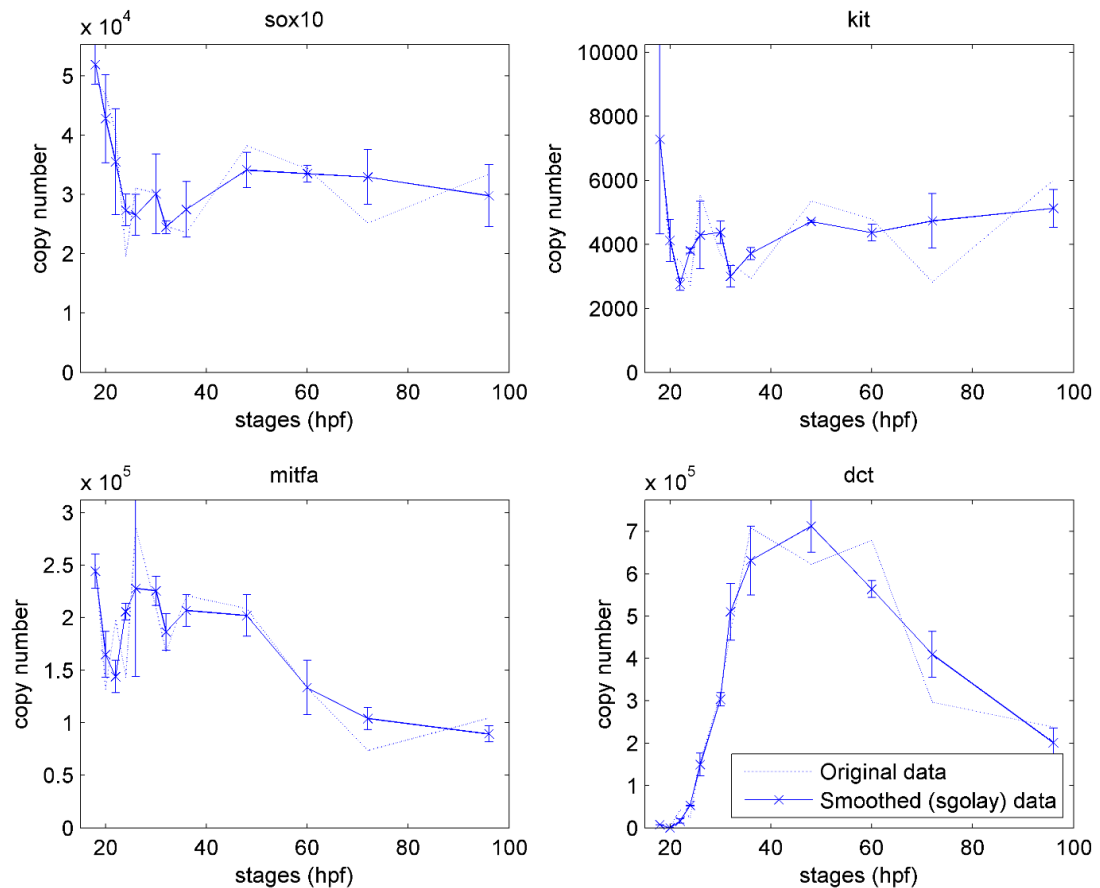 sox10
x 10^4
5
4
3
2
1
0
copy number
20 40 60 80 100
stages (hpf)
kit
10000
8000
6000
4000
2000
0
copy number
20 40 60 80 100
stages (hpf)
mitfa
x 10^5
3
2.5
2
1.5
1
0.5
0
copy number
20 40 60 80 100
stages (hpf)
dct
x 10^5
7
6
5
4
3
2
1
0
copy number
Original data
Smoothed (sgolay) data
20 40 60 80 100
stages (hpf)